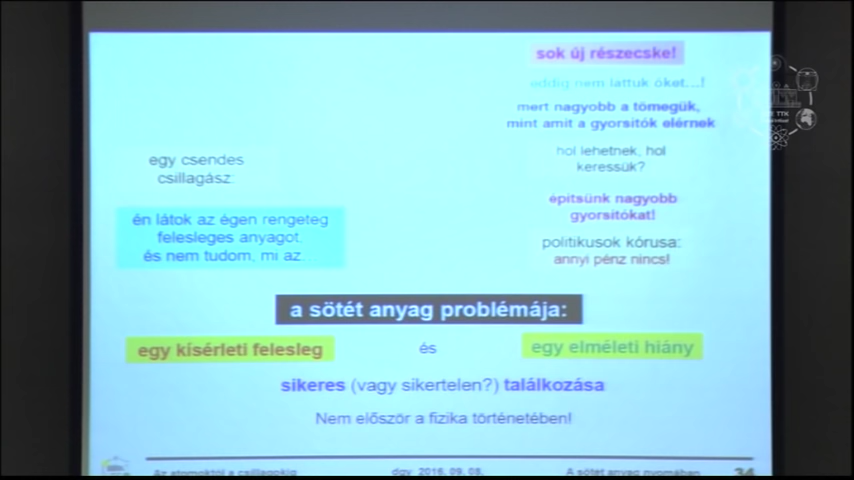 sok új részecske!
eddig nem láttuk őket...!
mert nagyobb a tömegük,
mint amit a gyorsítók elérnek
hol lehetnek, hol
keressük?
építsünk nagyobb
gyorsítókat!
politikusok kórusa:
annyi pénz nincs!
egy csendes
csillagász:
én látok az égen rengeteg
felesleges anyagot.
és nem tudom, mi az...
a sötét anyag problémája:
egy kísérleti felesleg
és
egy elméleti hiány
sikeres (vagy sikertelen?) találkozása
Nem először a fizika történetében!
Az atomoktól a csillagokig
dgy 2016. 09. 08.
A sötét anyag nyomában
34
TTK